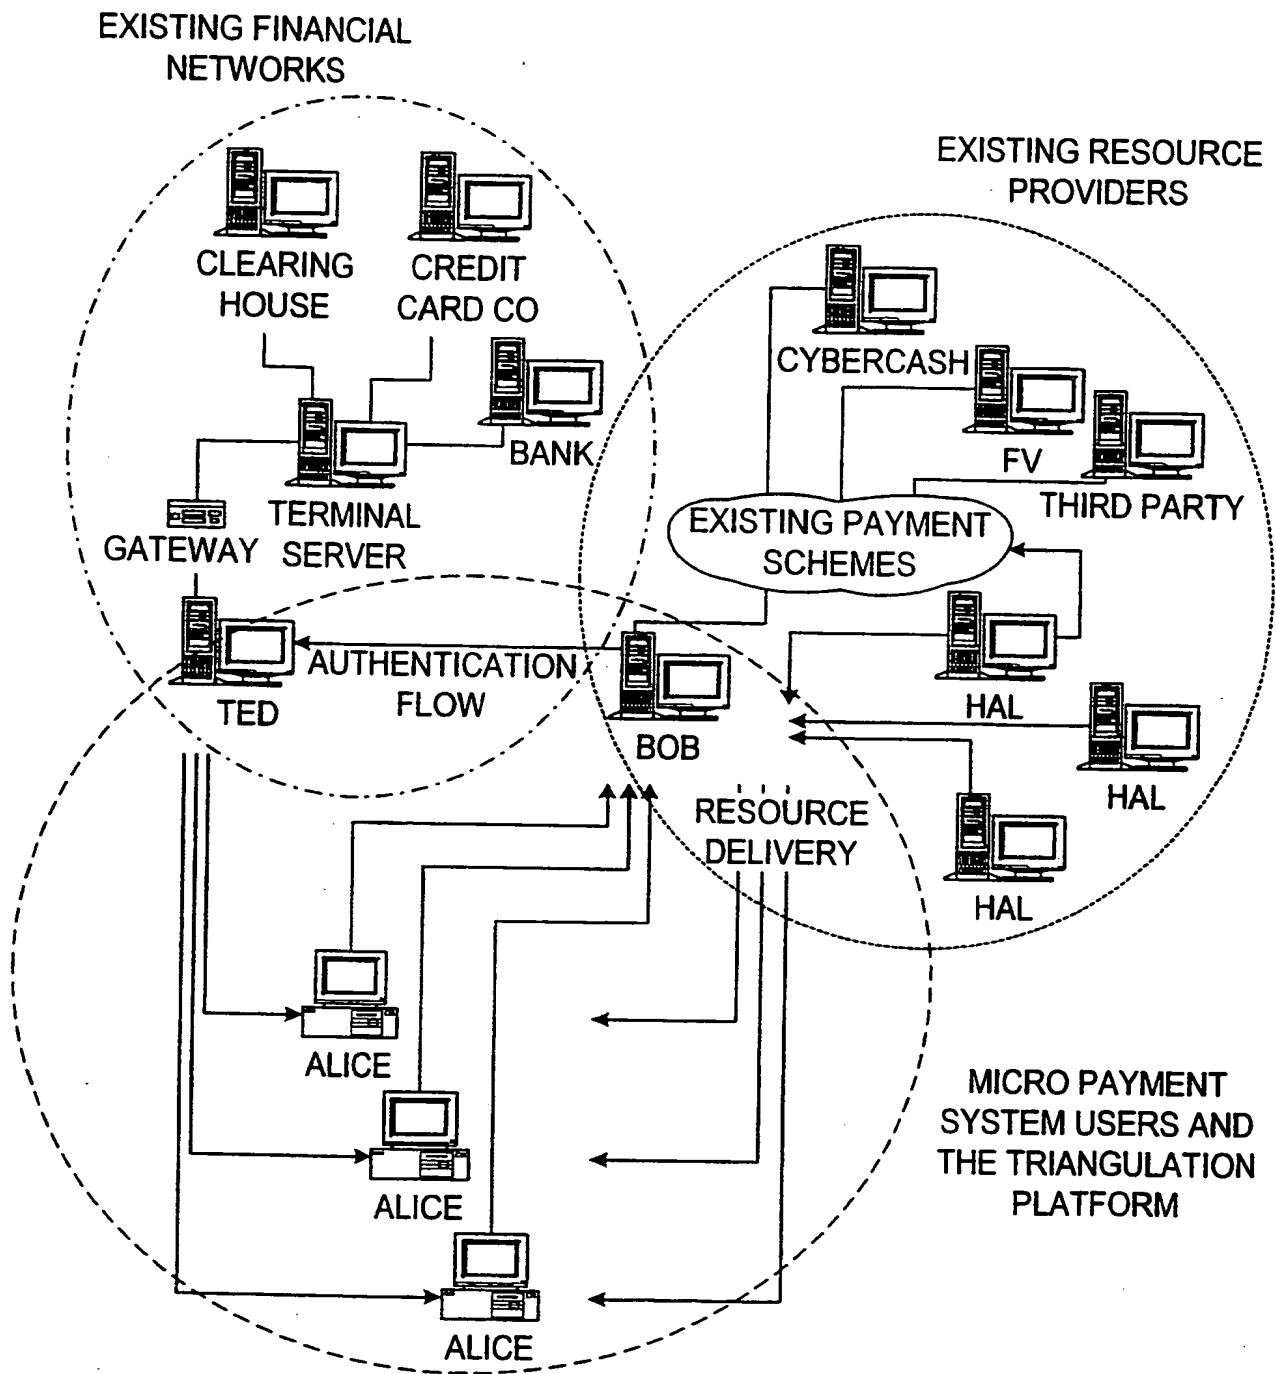 EXISTING FINANCIAL
NETWORKS
EXISTING RESOURCE
PROVIDERS
CLEARING
HOUSE
CREDIT
CARD CO
CYBERCASH
BANK
FV
THIRD PARTY
TERMINAL
SERVER
GATEWAY
EXISTING PAYMENT
SCHEMES
AUTHENTICATION
FLOW
TED
BOB
HAL
HAL
HAL
RESOURCE
DELIVERY
ALICE
ALICE
ALICE
MICRO PAYMENT
SYSTEM USERS AND
THE TRIANGULATION
PLATFORM